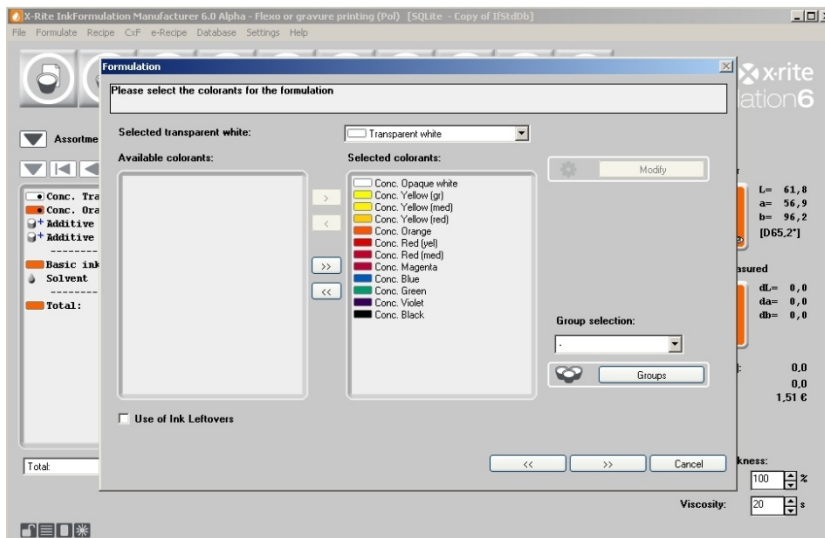 X-Rite InkFormulation Manufacturer 6.0 Alpha - Flexo or gravure printing (Pol) [SQLite - Copy of IfStdDb]
File Formulate Recipe CxF e-Recipe Database Settings Help
x·rite
lation6
Formulation
Please select the colorants for the formulation
Selected transparent white:
Transparent white
Available colorants:
Selected colorants:
Conc. Opaque white
Conc. Yellow (gr)
Conc. Yellow (med)
Conc. Yellow (red)
Conc. Orange
Conc. Red (yel)
Conc. Red (med)
Conc. Magenta
Conc. Blue
Conc. Green
Conc. Violet
Conc. Black
>
<
>>
<<
Modify
Group selection:
.
Groups
Use of Ink Leftovers
<< >> Cancel
Assortme
Conc. Tra
Conc. Ora
Additive
Additive
---------
Basic ink
Solvent
---------
Total:
Total:
L= 61,8
a= 56,9
b= 96,2
[D65,2°]
asured
dL= 0,0
da= 0,0
db= 0,0
0,0
0,0
1,51 €
kness:
100 %
Viscosity: 20 s